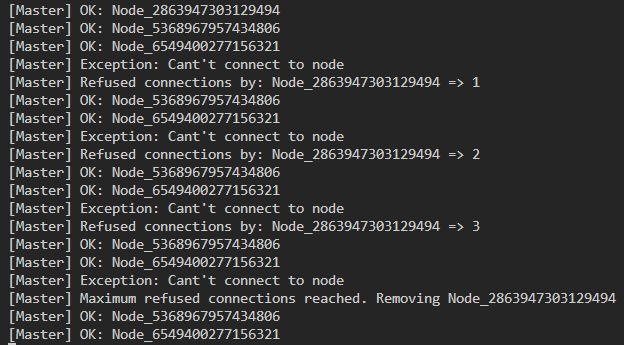 [Master] OK: Node_2863947303129494
[Master] OK: Node_5368967957434806
[Master] OK: Node_6549400277156321
[Master] Exception: Cant't connect to node
[Master] Refused connections by: Node_2863947303129494 => 1
[Master] OK: Node_5368967957434806
[Master] OK: Node_6549400277156321
[Master] Exception: Cant't connect to node
[Master] Refused connections by: Node_2863947303129494 => 2
[Master] OK: Node_5368967957434806
[Master] OK: Node_6549400277156321
[Master] Exception: Cant't connect to node
[Master] Refused connections by: Node_2863947303129494 => 3
[Master] OK: Node_5368967957434806
[Master] OK: Node_6549400277156321
[Master] Exception: Cant't connect to node
[Master] Maximum refused connections reached. Removing Node_2863947303129494
[Master] OK: Node_5368967957434806
[Master] OK: Node_6549400277156321